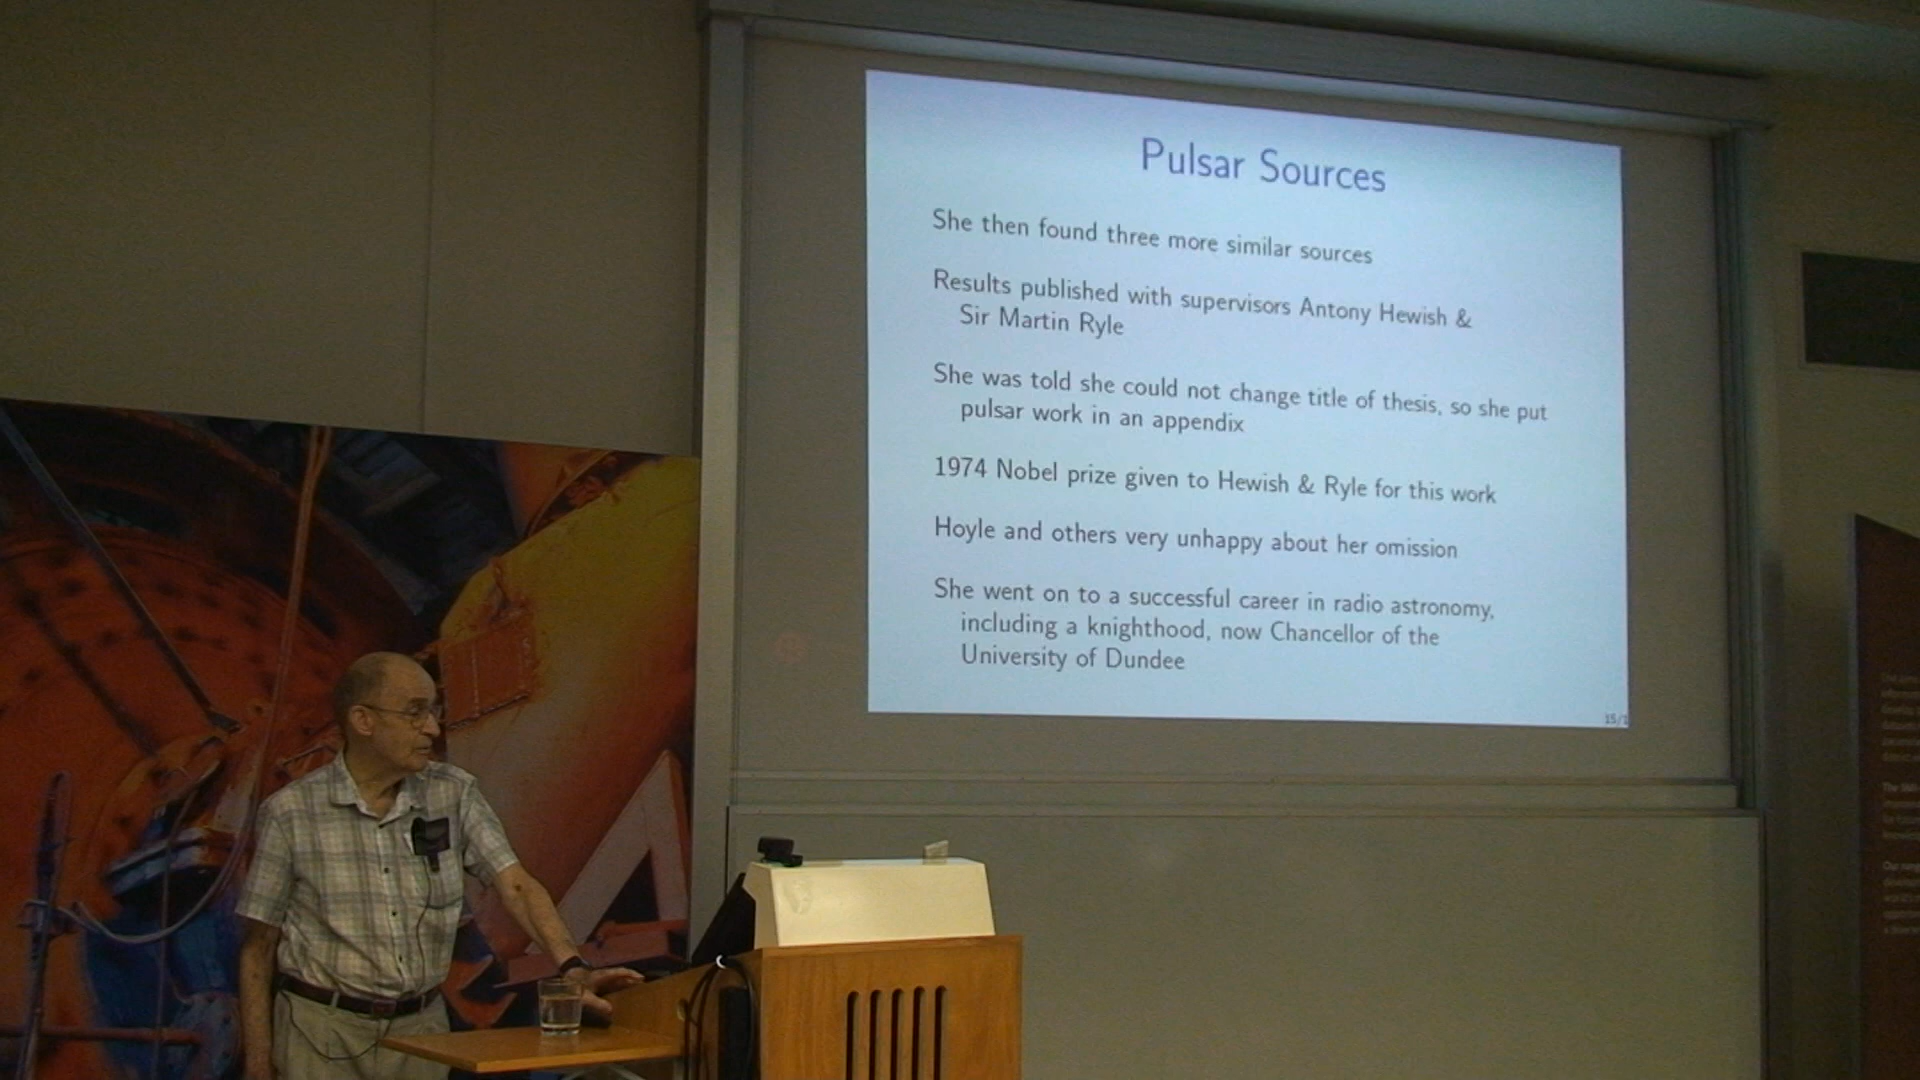 Pulsar Sources
She then found three more similar sources
Results published with supervisors Antony Hewish &
Sir Martin Ryle
She was told she could not change title of thesis, so she put
pulsar work in an appendix
1974 Nobel prize given to Hewish & Ryle for this work
Hoyle and others very unhappy about her omission
She went on to a successful career in radio astronomy,
including a knighthood, now Chancellor of the
University of Dundee
15/1